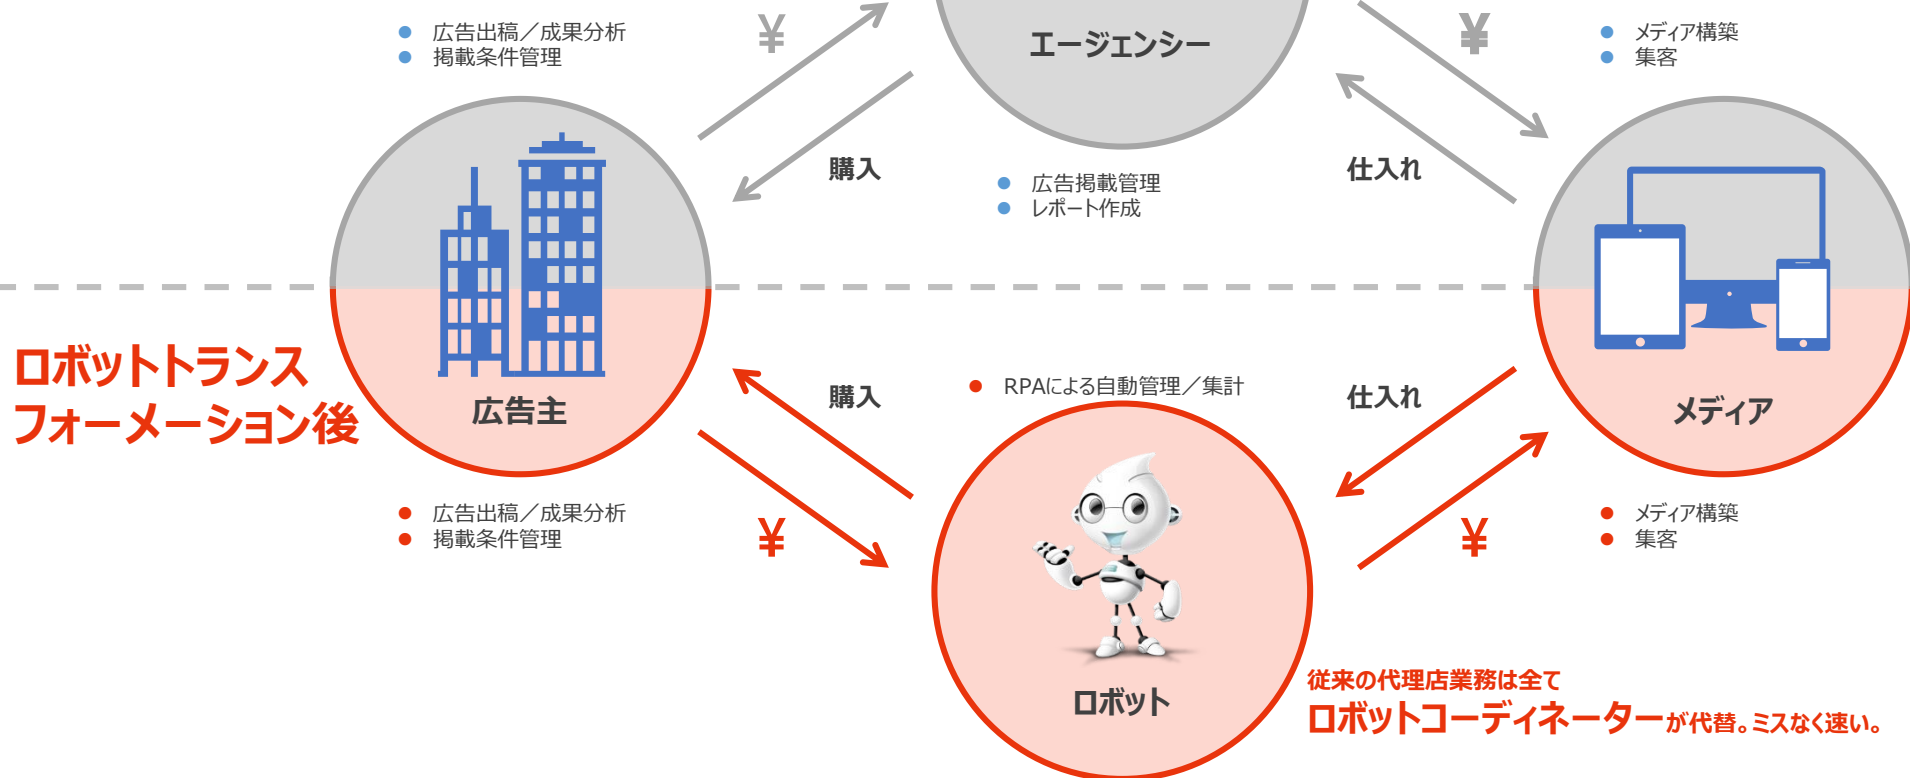 広告出稿／成果分析
掲載条件管理
¥
エージェンシー
¥
メディア構築
集客
購入
仕入れ
広告掲載管理
レポート作成
ロボットトランス
フォーメーション後
広告主
購入
RPAによる自動管理／集計
仕入れ
メディア
広告出稿／成果分析
掲載条件管理
¥
¥
メディア構築
集客
ロボット
従来の代理店業務は全て
ロボットコーディネーターが代替。ミスなく速い。